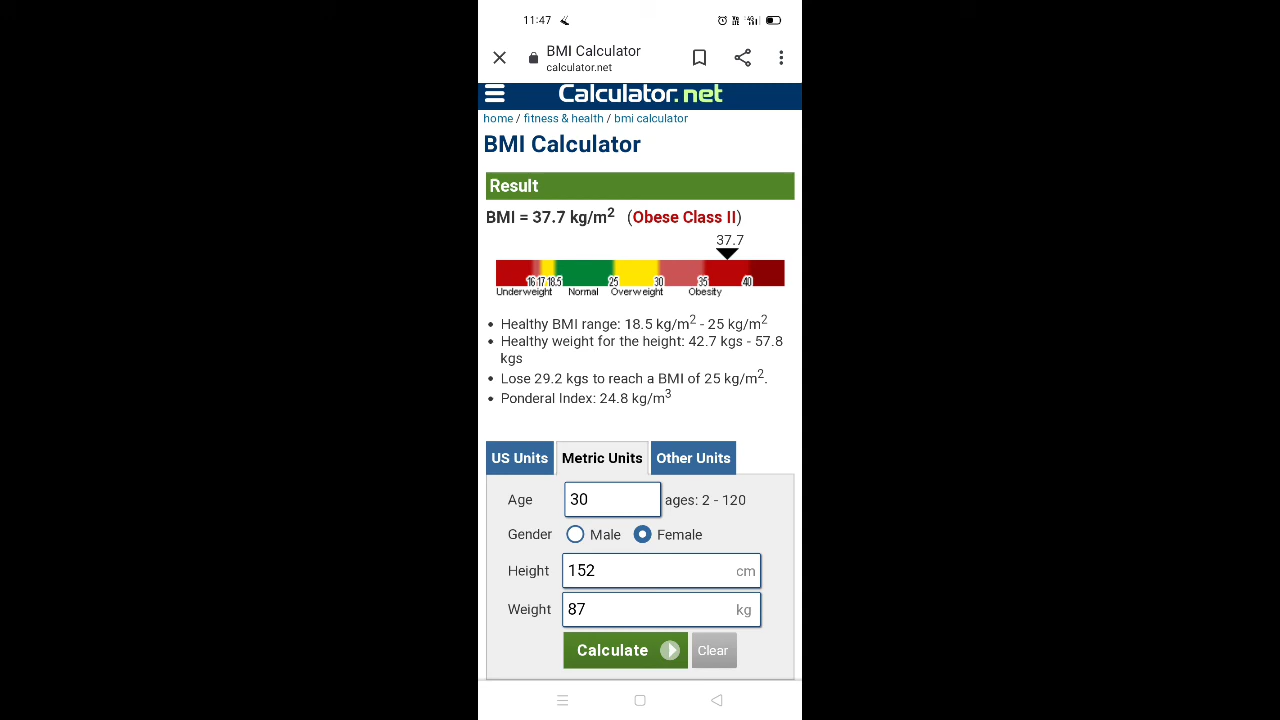 11:47
BMI Calculator
calculator.net
Calculator.net
home / fitness & health / bmi calculator
BMI Calculator
Result
BMI = 37.7 kg/m² (Obese Class II)
37.7
16 17 18.5 25 30 35 40
Underweight Normal Overweight Obesity
• Healthy BMI range: 18.5 kg/m² - 25 kg/m²
• Healthy weight for the height: 42.7 kgs - 57.8
kgs
• Lose 29.2 kgs to reach a BMI of 25 kg/m².
• Ponderal Index: 24.8 kg/m³
US Units Metric Units Other Units
Age 30 ages: 2 - 120
Gender Male Female
Height 152 cm
Weight 87 kg
Calculate Clear